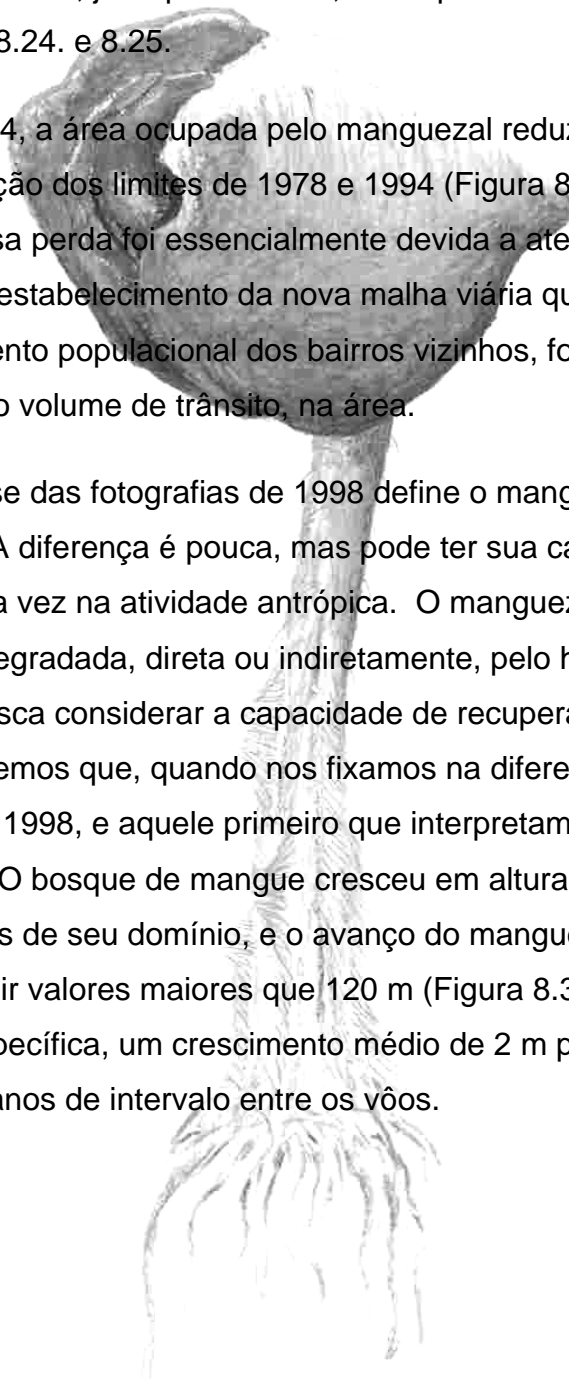 8.24. e 8.25.
4, a área ocupada pelo manguezal reduz
ção dos limites de 1978 e 1994 (Figura 8
sa perda foi essencialmente devida a ate
estabelecimento da nova malha viária qu
ento populacional dos bairros vizinhos, fo
o volume de trânsito, na área.
se das fotografias de 1998 define o mang
A diferença é pouca, mas pode ter sua ca
a vez na atividade antrópica. O manguez
egradada, direta ou indiretamente, pelo h
sca considerar a capacidade de recupera
emos que, quando nos fixamos na difere
1998, e aquele primeiro que interpretam
O bosque de mangue cresceu em altura
s de seu domínio, e o avanço do mangue
ir valores maiores que 120 m (Figura 8.3
pecífica, um crescimento médio de 2 m p
anos de intervalo entre os vôos.